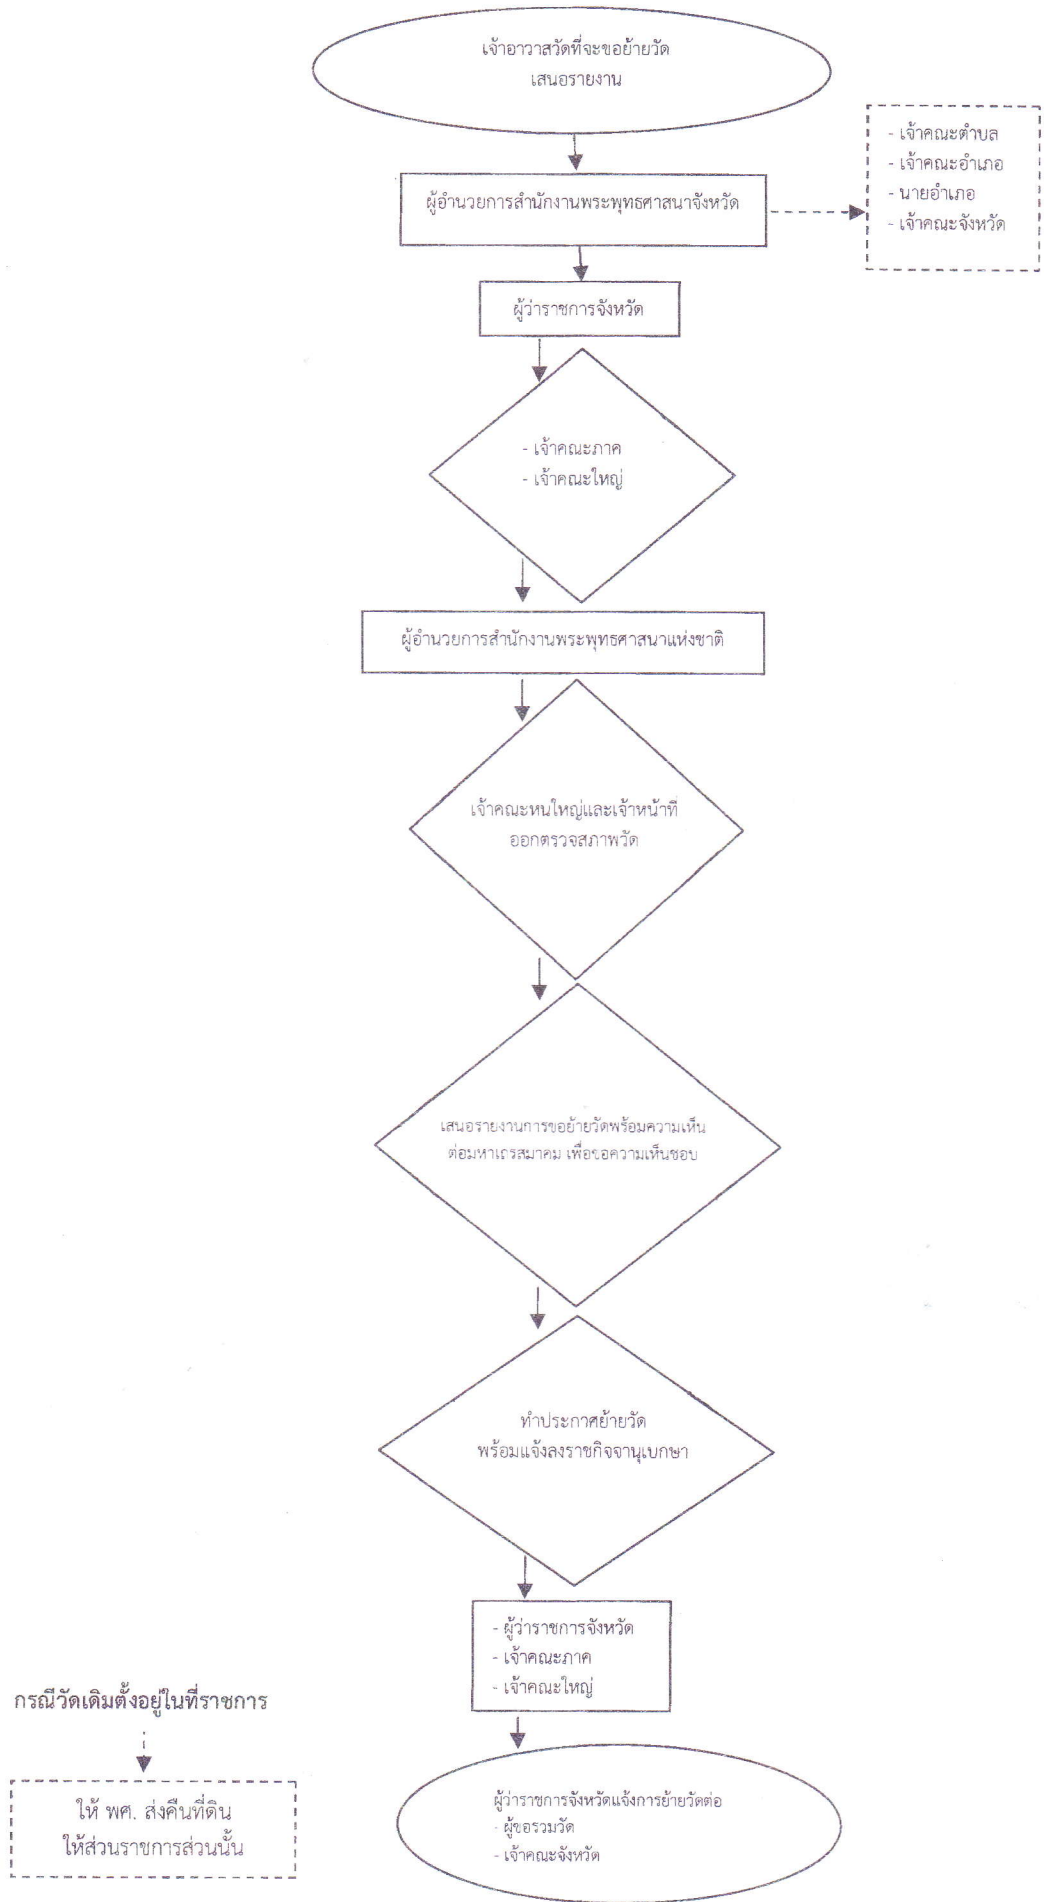 เจ้าอาวาสวัดที่จะขอย้ายวัด
เสนอรายงาน
ผู้อำนวยการสำนักงานพระพุทธศาสนาจังหวัด
- เจ้าคณะตำบล
- เจ้าคณะอำเภอ
- นายอำเภอ
- เจ้าคณะจังหวัด
ผู้ว่าราชการจังหวัด
- เจ้าคณะภาค
- เจ้าคณะใหญ่
ผู้อำนวยการสำนักงานพระพุทธศาสนาแห่งชาติ
เจ้าคณะหนใหญ่และเจ้าหน้าที่
ออกตรวจสภาพวัด
เสนอรายงานการขอย้ายวัดพร้อมความเห็น
ต่อมหาเถรสมาคม เพื่อขอความเห็นชอบ
ทำประกาศย้ายวัด
พร้อมแจ้งลงราชกิจจานุเบกษา
- ผู้ว่าราชการจังหวัด
- เจ้าคณะภาค
- เจ้าคณะใหญ่
กรณีวัดเดิมตั้งอยู่ในที่ราชการ
ให้ พศ. ส่งคืนที่ดิน
ให้ส่วนราชการส่วนนั้น
ผู้ว่าราชการจังหวัดแจ้งการย้ายวัดต่อ
- ผู้ขอรวมวัด
- เจ้าคณะจังหวัด